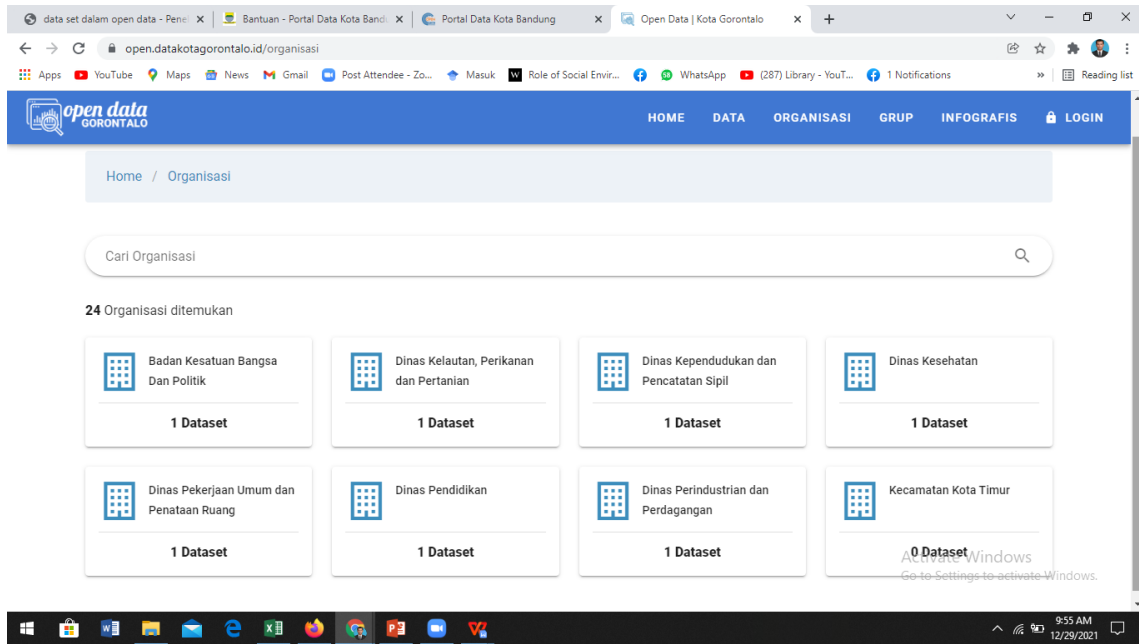 data set dalam open data - Penel
Bantuan - Portal Data Kota Bandu
Portal Data Kota Bandung
Open Data | Kota Gorontalo
open.datakotagorontalo.id/organisasi
Apps YouTube Maps News Gmail Post Attendee - Zo... Masuk Role of Social Envir... WhatsApp (287) Library - YouT... 1 Notifications » Reading list
open data
GORONTALO
HOME DATA ORGANISASI GRUP INFOGRAFIS LOGIN
Home / Organisasi
Cari Organisasi
24 Organisasi ditemukan
Badan Kesatuan Bangsa
Dan Politik
1 Dataset
Dinas Kelautan, Perikanan
dan Pertanian
1 Dataset
Dinas Kependudukan dan
Pencatatan Sipil
1 Dataset
Dinas Kesehatan
1 Dataset
Dinas Pekerjaan Umum dan
Penataan Ruang
1 Dataset
Dinas Pendidikan
1 Dataset
Dinas Perindustrian dan
Perdagangan
1 Dataset
Kecamatan Kota Timur
0 Dataset
Activate Windows
Go to Settings to activate Windows.
9:55 AM
12/29/2021